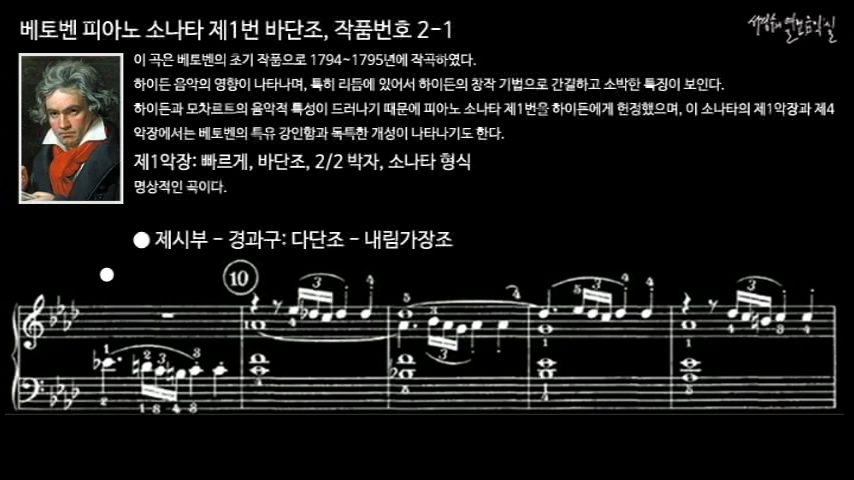 베토벤 피아노 소나타 제1번 바단조, 작품번호 2-1
이 곡은 베토벤의 초기 작품으로 1794~1795년에 작곡하였다.
하이든 음악의 영향이 나타나며, 특히 리듬에 있어서 하이든의 창작 기법으로 간결하고 소박한 특징이 보인다.
하이든과 모차르트의 음악적 특성이 드러나기 때문에 피아노 소나타 제1번을 하이든에게 헌정했으며, 이 소나타의 제1악장과 제4
악장에서는 베토벤의 특유 강인함과 독특한 개성이 나타나기도 한다.
제1악장: 빠르게, 바단조, 2/2 박자, 소나타 형식
명상적인 곡이다.
● 제시부 - 경과구: 다단조 - 내림가장조
10